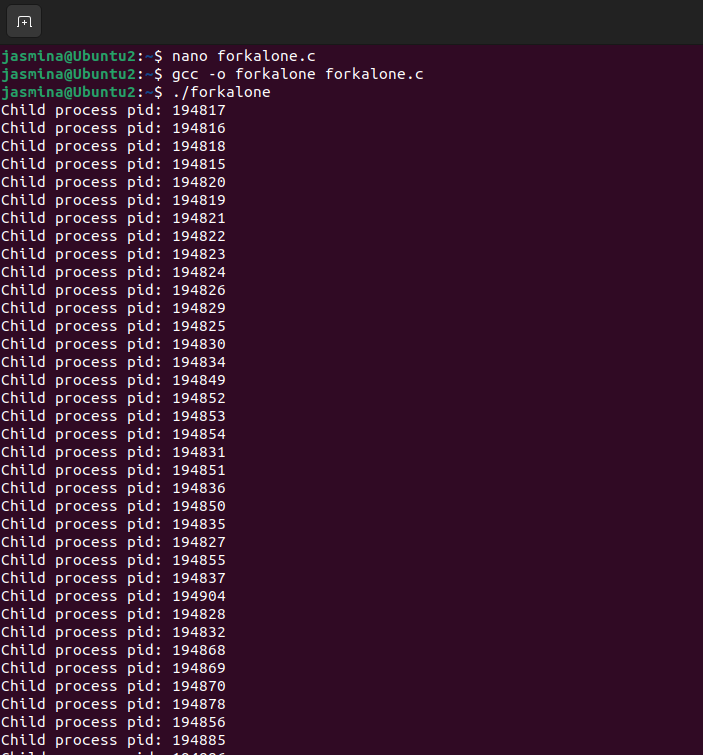 jasmina@Ubuntu2:~$ nano forkalone.c
jasmina@Ubuntu2:~$ gcc -o forkalone forkalone.c
jasmina@Ubuntu2:~$ ./forkalone
Child process pid: 194817
Child process pid: 194816
Child process pid: 194818
Child process pid: 194815
Child process pid: 194820
Child process pid: 194819
Child process pid: 194821
Child process pid: 194822
Child process pid: 194823
Child process pid: 194824
Child process pid: 194826
Child process pid: 194829
Child process pid: 194825
Child process pid: 194830
Child process pid: 194834
Child process pid: 194849
Child process pid: 194852
Child process pid: 194853
Child process pid: 194854
Child process pid: 194831
Child process pid: 194851
Child process pid: 194836
Child process pid: 194850
Child process pid: 194835
Child process pid: 194827
Child process pid: 194855
Child process pid: 194837
Child process pid: 194904
Child process pid: 194828
Child process pid: 194832
Child process pid: 194868
Child process pid: 194869
Child process pid: 194870
Child process pid: 194878
Child process pid: 194856
Child process pid: 194885
Child process pid: